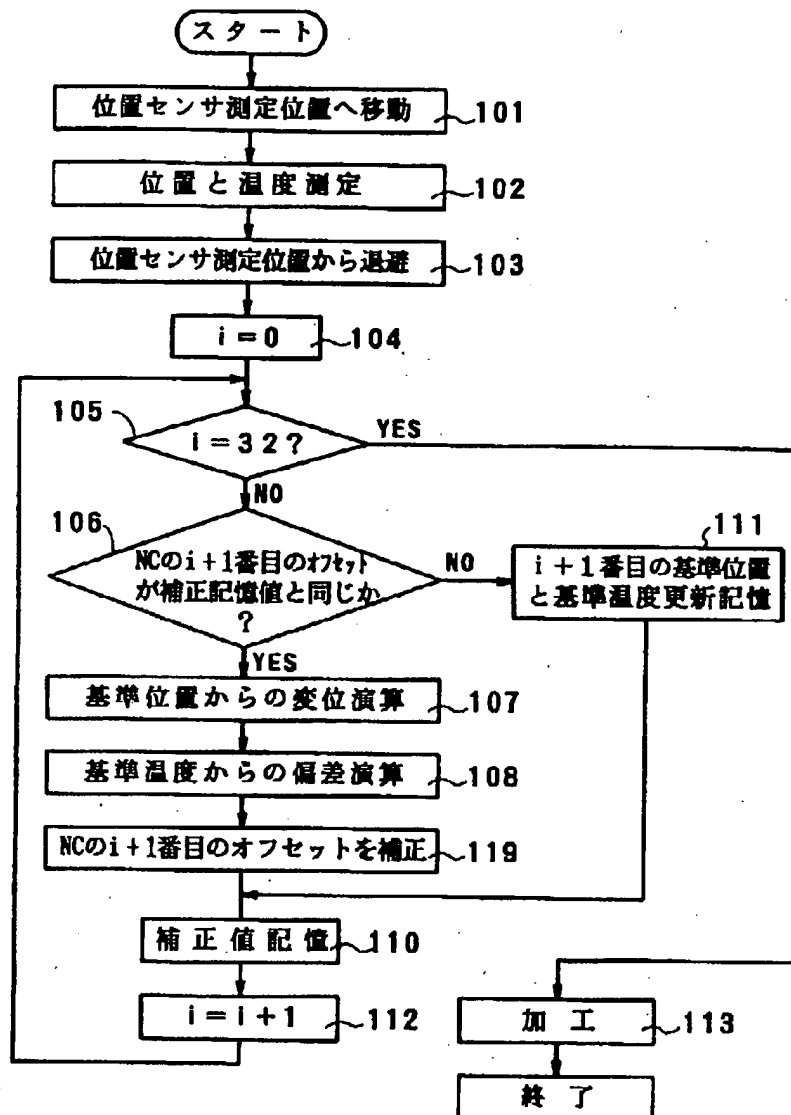 スタート
位置センサ測定位置へ移動
101
位置と温度測定
102
位置センサ測定位置から退避
103
i=0
104
105
i=32?
YES
NO
106
NCのi+1番目のオフセット
が補正記憶値と同じか
?
NO
YES
111
i+1番目の基準位置
と基準温度更新記憶
基準位置からの変位演算
107
基準温度からの偏差演算
108
NCのi+1番目のオフセットを補正
119
補正値記憶
110
i=i+1
112
加工
113
終了